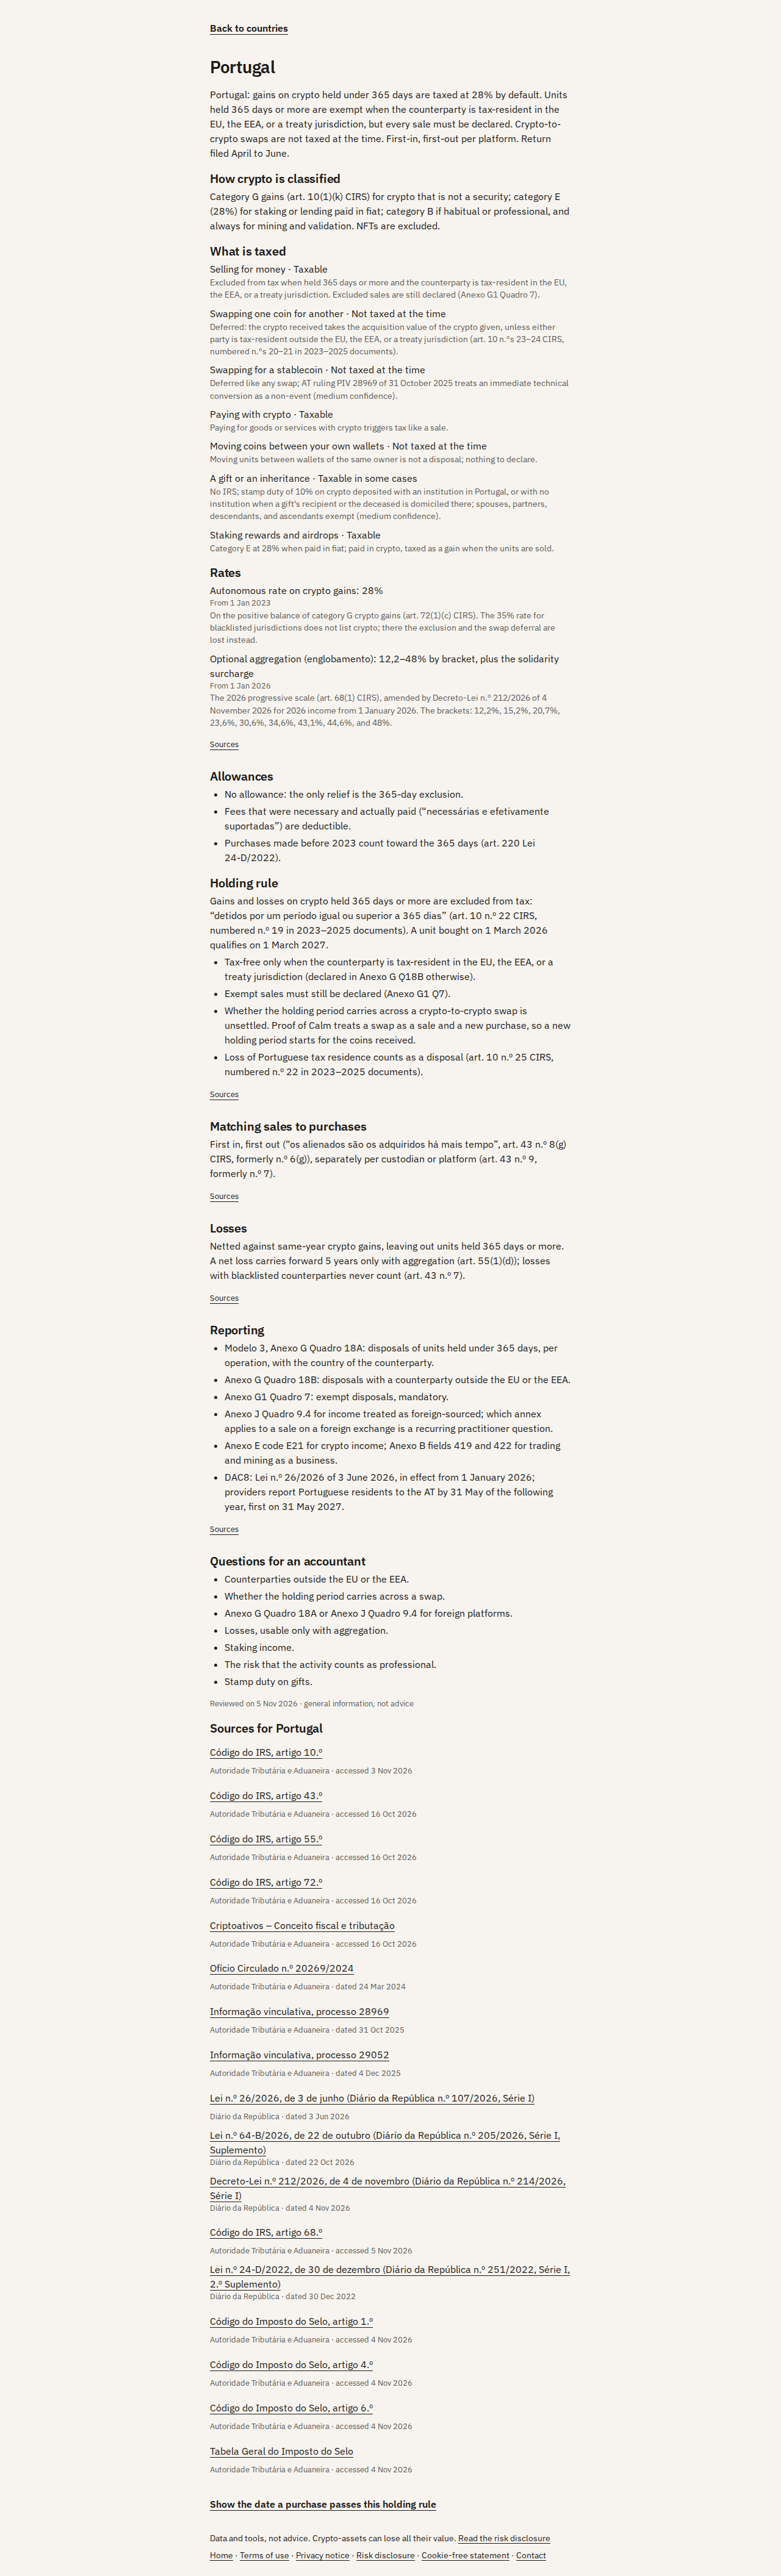 Back to countries
Portugal
Portugal: gains on crypto held under 365 days are taxed at 28% by default. Units
held 365 days or more are exempt when the counterparty is tax-resident in the
EU, the EEA, or a treaty jurisdiction, but every sale must be declared. Crypto-to-
crypto swaps are not taxed at the time. First-in, first-out per platform. Return
filed April to June.
How crypto is classified
Category G gains (art. 10(1)(k) CIRS) for crypto that is not a security; category E
(28%) for staking or lending paid in fiat; category B if habitual or professional, and
always for mining and validation. NFTs are excluded.
What is taxed
Selling for money · Taxable
Excluded from tax when held 365 days or more and the counterparty is tax-resident in the EU,
the EEA, or a treaty jurisdiction. Excluded sales are still declared (Anexo G1 Quadro 7).
Swapping one coin for another · Not taxed at the time
Deferred: the crypto received takes the acquisition value of the crypto given, unless either
party is tax-resident outside the EU, the EEA, or a treaty jurisdiction (art. 10 n.ºs 23–24 CIRS,
numbered n.ºs 20–21 in 2023–2025 documents).
Swapping for a stablecoin · Not taxed at the time
Deferred like any swap; AT ruling PIV 28969 of 31 October 2025 treats an immediate technical
conversion as a non-event (medium confidence).
Paying with crypto · Taxable
Paying for goods or services with crypto triggers tax like a sale.
Moving coins between your own wallets · Not taxed at the time
Moving units between wallets of the same owner is not a disposal; nothing to declare.
A gift or an inheritance · Taxable in some cases
No IRS; stamp duty of 10% on crypto deposited with an institution in Portugal, or with no
institution when a gift's recipient or the deceased is domiciled there; spouses, partners,
descendants, and ascendants exempt (medium confidence).
Staking rewards and airdrops · Taxable
Category E at 28% when paid in fiat; paid in crypto, taxed as a gain when the units are sold.
Rates
Autonomous rate on crypto gains: 28%
From 1 Jan 2023
On the positive balance of category G crypto gains (art. 72(1)(c) CIRS). The 35% rate for
blacklisted jurisdictions does not list crypto; there the exclusion and the swap deferral are
lost instead.
Optional aggregation (englobamento): 12,2–48% by bracket, plus the solidarity
surcharge
From 1 Jan 2026
The 2026 progressive scale (art. 68(1) CIRS), amended by Decreto-Lei n.º 212/2026 of 4
November 2026 for 2026 income from 1 January 2026. The brackets: 12,2%, 15,2%, 20,7%,
23,6%, 30,6%, 34,6%, 43,1%, 44,6%, and 48%.
Sources
Allowances
• No allowance: the only relief is the 365-day exclusion.
• Fees that were necessary and actually paid (“necessárias e efetivamente
suportadas”) are deductible.
• Purchases made before 2023 count toward the 365 days (art. 220 Lei
24-D/2022).
Holding rule
Gains and losses on crypto held 365 days or more are excluded from tax:
“detidos por um período igual ou superior a 365 dias” (art. 10 n.º 22 CIRS,
numbered n.º 19 in 2023–2025 documents). A unit bought on 1 March 2026
qualifies on 1 March 2027.
• Tax-free only when the counterparty is tax-resident in the EU, the EEA, or a
treaty jurisdiction (declared in Anexo G Q18B otherwise).
• Exempt sales must still be declared (Anexo G1 Q7).
• Whether the holding period carries across a crypto-to-crypto swap is
unsettled. Proof of Calm treats a swap as a sale and a new purchase, so a new
holding period starts for the coins received.
• Loss of Portuguese tax residence counts as a disposal (art. 10 n.º 25 CIRS,
numbered n.º 22 in 2023–2025 documents).
Sources
Matching sales to purchases
First in, first out (“os alienados são os adquiridos há mais tempo”, art. 43 n.º 8(g)
CIRS, formerly n.º 6(g)), separately per custodian or platform (art. 43 n.º 9,
formerly n.º 7).
Sources
Losses
Netted against same-year crypto gains, leaving out units held 365 days or more.
A net loss carries forward 5 years only with aggregation (art. 55(1)(d)); losses
with blacklisted counterparties never count (art. 43 n.º 7).
Sources
Reporting
• Modelo 3, Anexo G Quadro 18A: disposals of units held under 365 days, per
operation, with the country of the counterparty.
• Anexo G Quadro 18B: disposals with a counterparty outside the EU or the EEA.
• Anexo G1 Quadro 7: exempt disposals, mandatory.
• Anexo J Quadro 9.4 for income treated as foreign-sourced; which annex
applies to a sale on a foreign exchange is a recurring practitioner question.
• Anexo E code E21 for crypto income; Anexo B fields 419 and 422 for trading
and mining as a business.
• DAC8: Lei n.º 26/2026 of 3 June 2026, in effect from 1 January 2026;
providers report Portuguese residents to the AT by 31 May of the following
year, first on 31 May 2027.
Sources
Questions for an accountant
• Counterparties outside the EU or the EEA.
• Whether the holding period carries across a swap.
• Anexo G Quadro 18A or Anexo J Quadro 9.4 for foreign platforms.
• Losses, usable only with aggregation.
• Staking income.
• The risk that the activity counts as professional.
• Stamp duty on gifts.
Reviewed on 5 Nov 2026 · general information, not advice
Sources for Portugal
Código do IRS, artigo 10.º
Autoridade Tributária e Aduaneira · accessed 3 Nov 2026
Código do IRS, artigo 43.º
Autoridade Tributária e Aduaneira · accessed 16 Oct 2026
Código do IRS, artigo 55.º
Autoridade Tributária e Aduaneira · accessed 16 Oct 2026
Código do IRS, artigo 72.º
Autoridade Tributária e Aduaneira · accessed 16 Oct 2026
Criptoativos – Conceito fiscal e tributação
Autoridade Tributária e Aduaneira · accessed 16 Oct 2026
Ofício Circulado n.º 20269/2024
Autoridade Tributária e Aduaneira · dated 24 Mar 2024
Informação vinculativa, processo 28969
Autoridade Tributária e Aduaneira · dated 31 Oct 2025
Informação vinculativa, processo 29052
Autoridade Tributária e Aduaneira · dated 4 Dec 2025
Lei n.º 26/2026, de 3 de junho (Diário da República n.º 107/2026, Série I)
Diário da República · dated 3 Jun 2026
Lei n.º 64-B/2026, de 22 de outubro (Diário da República n.º 205/2026, Série I,
Suplemento)
Diário da República · dated 22 Oct 2026
Decreto-Lei n.º 212/2026, de 4 de novembro (Diário da República n.º 214/2026,
Série I)
Diário da República · dated 4 Nov 2026
Código do IRS, artigo 68.º
Autoridade Tributária e Aduaneira · accessed 5 Nov 2026
Lei n.º 24-D/2022, de 30 de dezembro (Diário da República n.º 251/2022, Série I,
2.º Suplemento)
Diário da República · dated 30 Dec 2022
Código do Imposto do Selo, artigo 1.º
Autoridade Tributária e Aduaneira · accessed 4 Nov 2026
Código do Imposto do Selo, artigo 4.º
Autoridade Tributária e Aduaneira · accessed 4 Nov 2026
Código do Imposto do Selo, artigo 6.º
Autoridade Tributária e Aduaneira · accessed 4 Nov 2026
Tabela Geral do Imposto do Selo
Autoridade Tributária e Aduaneira · accessed 4 Nov 2026
Show the date a purchase passes this holding rule
Data and tools, not advice. Crypto-assets can lose all their value. Read the risk disclosure
Home · Terms of use · Privacy notice · Risk disclosure · Cookie-free statement · Contact